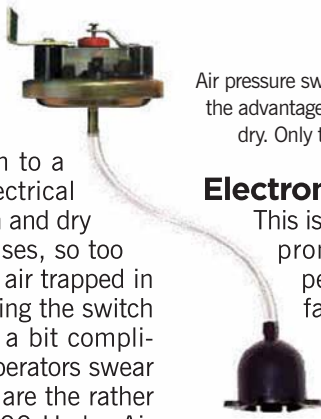 Air pressure sw
the advantage
dry. Only t
n to a
ectrical
and dry
ses, so too
air trapped in
ing the switch
a bit compli-
perators swear
are the rather
Electron
This is
pro
pe
fa